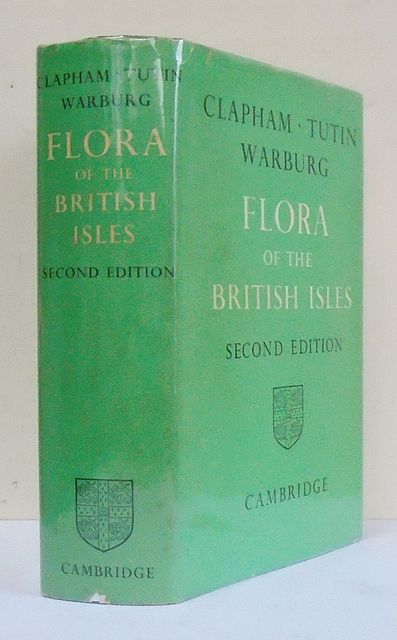 CLAPHAM · TUTIN
WARBURG
FLORA
OF THE
BRITISH
ISLES
SECOND EDITION
CAMBRIDGE
CLAPHAM · TUTIN
WARBURG
FLORA
OF THE
BRITISH ISLES
SECOND EDITION
CAMBRIDGE